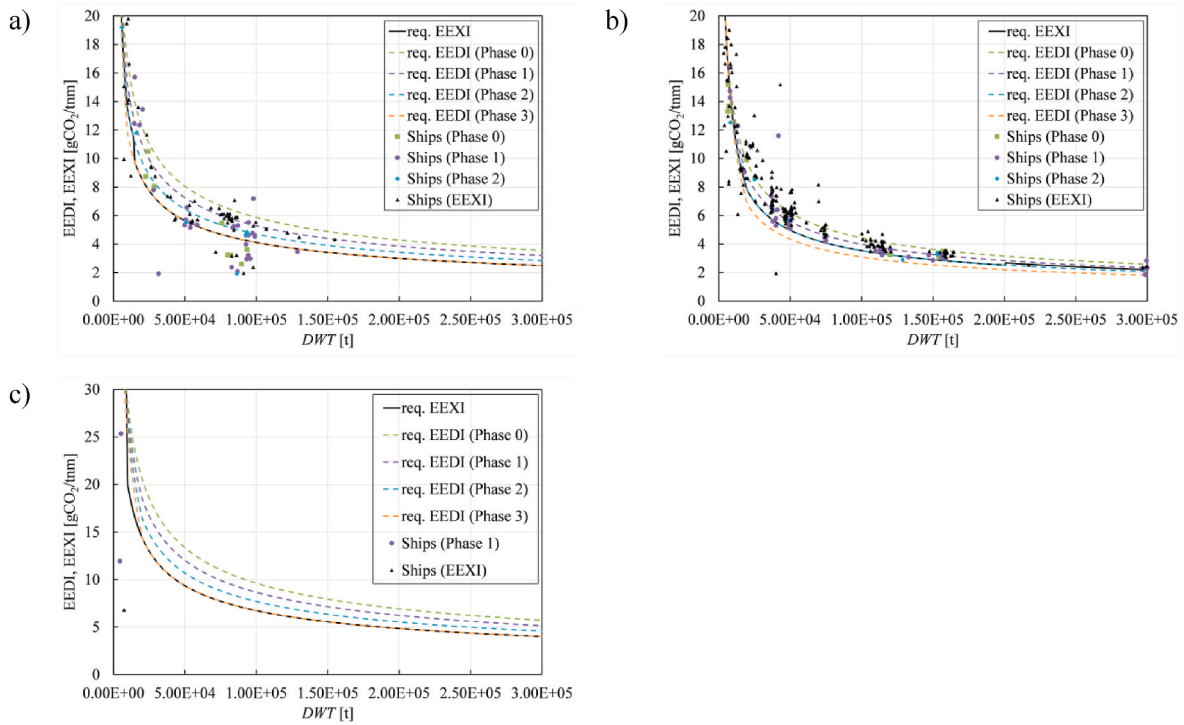 a)
EEDI, EEXI [gCO₂/tnm]
20
18
16
14
12
10
8
6
4
2
0
req. EEXI
req. EEDI (Phase 0)
req. EEDI (Phase 1)
req. EEDI (Phase 2)
req. EEDI (Phase 3)
Ships (Phase 0)
Ships (Phase 1)
Ships (Phase 2)
Ships (EEXI)
0.00E+00 5.00E+04 1.00E+05 1.50E+05 2.00E+05 2.50E+05 3.00E+05
DWT [t]
b)
EEDI, EEXI [gCO₂/tnm]
20
18
16
14
12
10
8
6
4
2
0
req. EEXI
req. EEDI (Phase 0)
req. EEDI (Phase 1)
req. EEDI (Phase 2)
req. EEDI (Phase 3)
Ships (Phase 0)
Ships (Phase 1)
Ships (Phase 2)
Ships (EEXI)
0.00E+00 5.00E+04 1.00E+05 1.50E+05 2.00E+05 2.50E+05 3.00E+05
DWT [t]
c)
EEDI, EEXI [gCO₂/tnm]
30
25
20
15
10
5
0
req. EEXI
req. EEDI (Phase 0)
req. EEDI (Phase 1)
req. EEDI (Phase 2)
req. EEDI (Phase 3)
Ships (Phase 1)
Ships (EEXI)
0.00E+00 5.00E+04 1.00E+05 1.50E+05 2.00E+05 2.50E+05 3.00E+05
DWT [t]